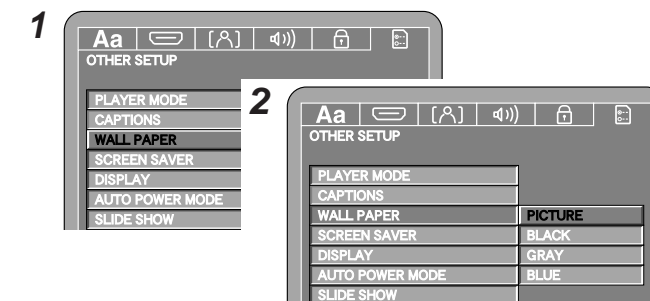 1
Aa
OTHER SETUP
PLAYER MODE
CAPTIONS
WALL PAPER
SCREEN SAVER
DISPLAY
AUTO POWER MODE
SLIDE SHOW
2
Aa
OTHER SETUP
PLAYER MODE
CAPTIONS
WALL PAPER PICTURE
SCREEN SAVER BLACK
DISPLAY GRAY
AUTO POWER MODE BLUE
SLIDE SHOW